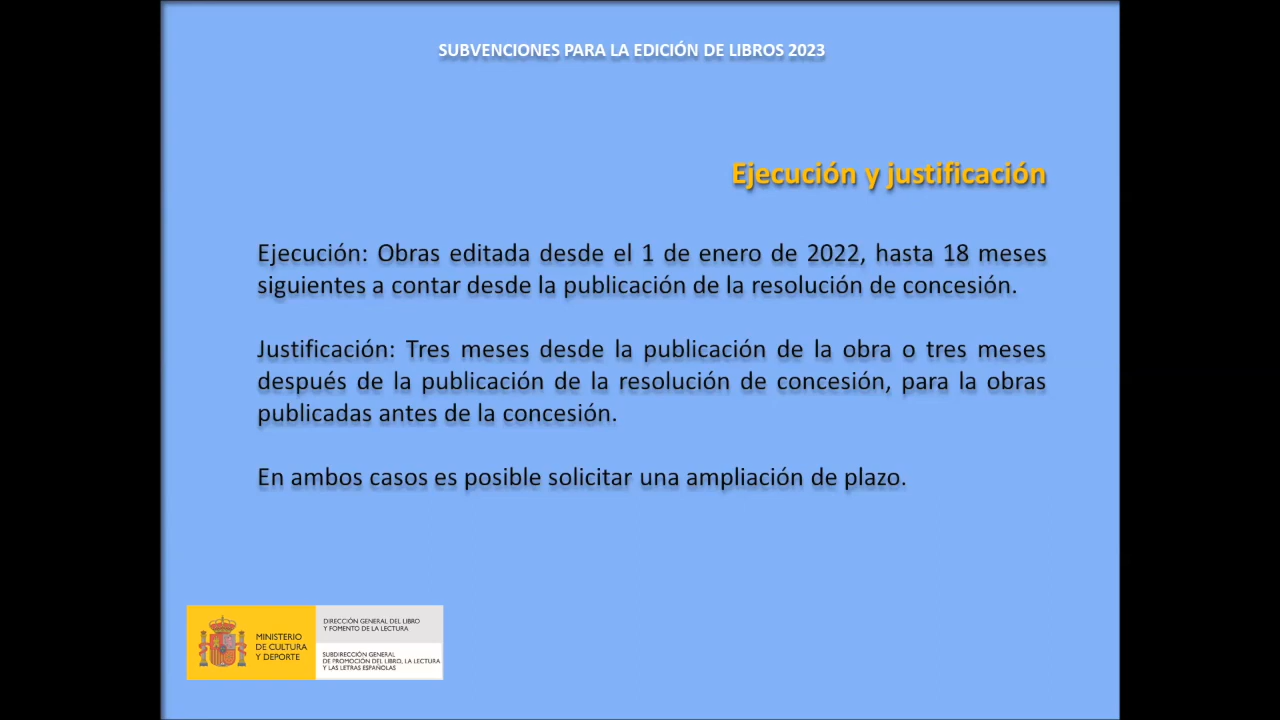 SUBVENCIONES PARA LA EDICIÓN DE LIBROS 2023
Ejecución y justificación
Ejecución: Obras editada desde el 1 de enero de 2022, hasta 18 meses
siguientes a contar desde la publicación de la resolución de concesión.
Justificación: Tres meses desde la publicación de la obra o tres meses
después de la publicación de la resolución de concesión, para la obras
publicadas antes de la concesión.
En ambos casos es posible solicitar una ampliación de plazo.
MINISTERIO
DE CULTURA
Y DEPORTE
DIRECCIÓN GENERAL DEL LIBRO
Y FOMENTO DE LA LECTURA
SUBDIRECCIÓN GENERAL
DE PROMOCIÓN DEL LIBRO, LA LECTURA
Y LAS LETRAS ESPAÑOLAS